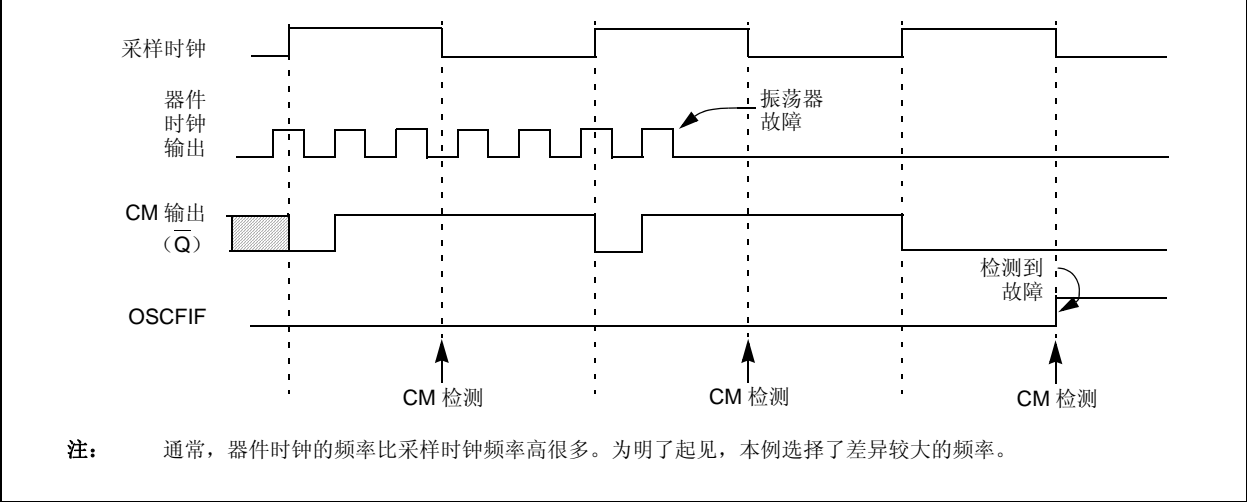 采样时钟
器件
时钟
输出
振荡器
故障
CM 输出
（Q）
检测到
故障
OSCFIF
CM 检测
CM 检测
CM 检测
注： 通常，器件时钟的频率比采样时钟频率高很多。为明了起见，本例选择了差异较大的频率。